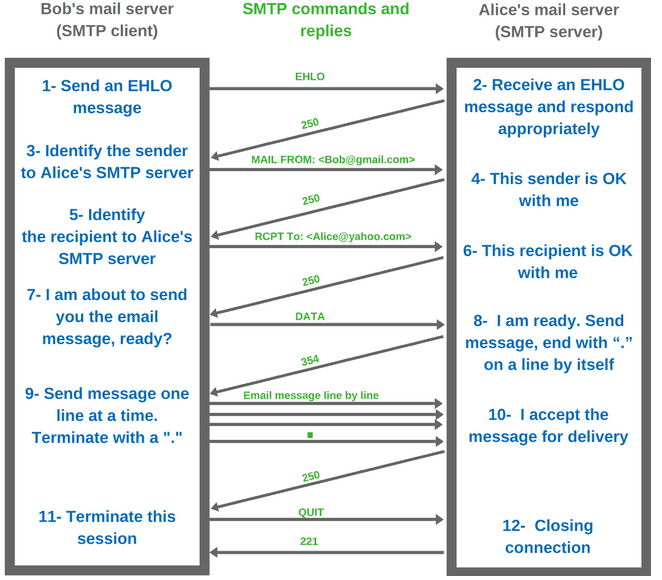 Bob's mail server
(SMTP client)
SMTP commands and
replies
Alice's mail server
(SMTP server)
1- Send an EHLO
message
EHLO
2- Receive an EHLO
message and respond
appropriately
250
3- Identify the sender
to Alice's SMTP server
MAIL FROM: <Bob@gmail.com>
4- This sender is OK
with me
250
5- Identify
the recipient to Alice's
SMTP server
RCPT To: <Alice@yahoo.com>
6- This recipient is OK
with me
250
7- I am about to send
you the email
message, ready?
DATA
8-  I am ready. Send
message, end with “.”
on a line by itself
354
9- Send message one
line at a time.
Terminate with a "."
Email message line by line
.
10-  I accept the
message for delivery
250
11- Terminate this
session
QUIT
12-  Closing
connection
221